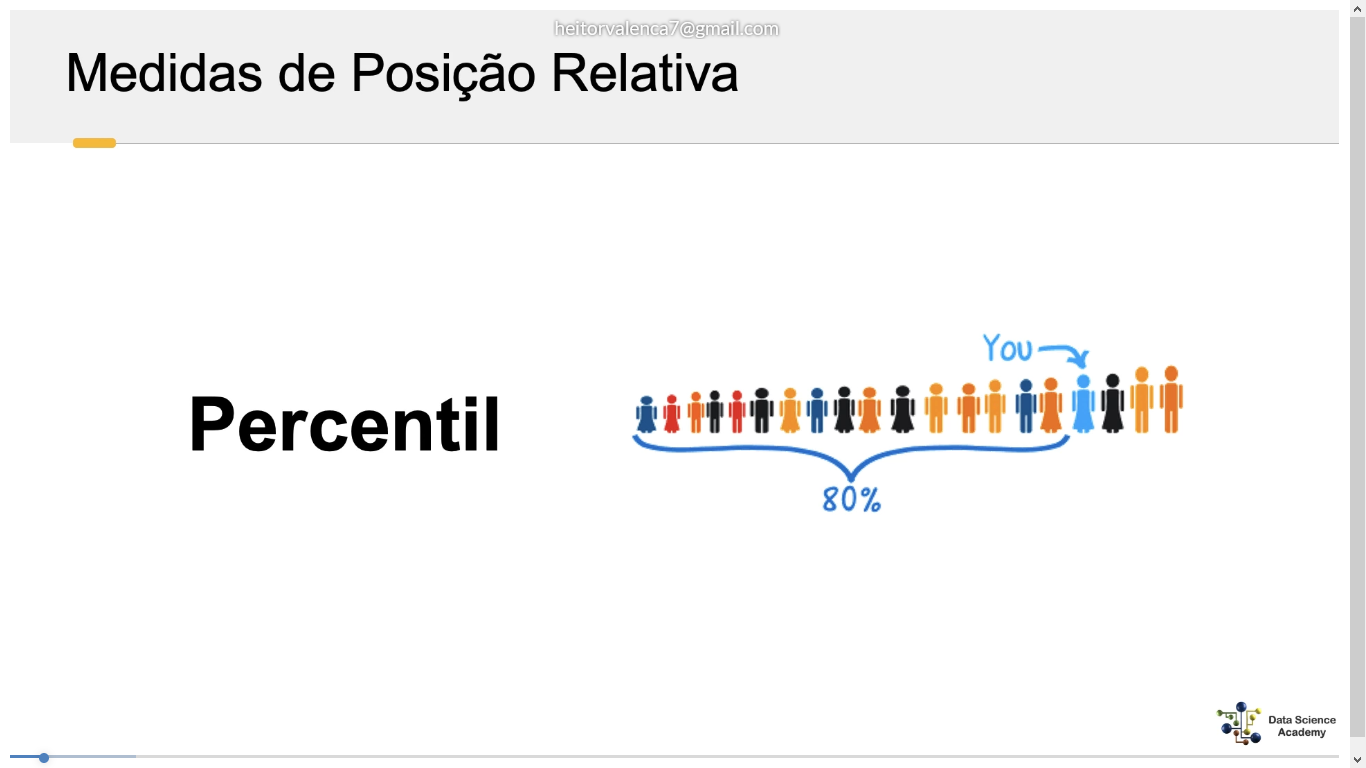 heitorvalenca7@gmail.com
Medidas de Posição Relativa
You
Percentil
80%
Data Science
Academy